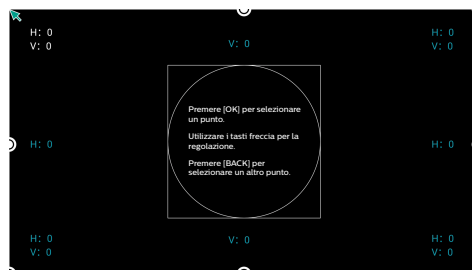 H: 0
V: 0
V: 0
H: 0
V: 0
Premere [OK] per selezionare
un punto.
Utilizzare i tasti freccia per la
regolazione.
Premere [BACK] per
selezionare un altro punto.
H: 0
H: 0
H: 0
V: 0
V: 0
H: 0
V: 0